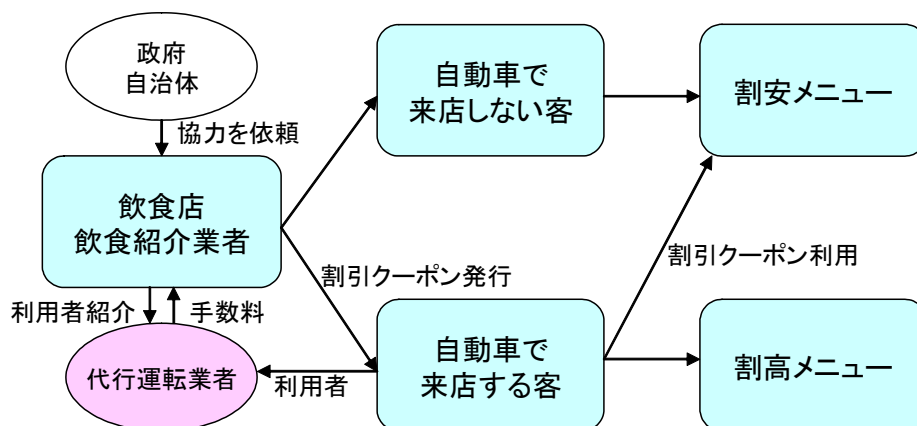 政府
自治体
協力を依頼
飲食店
飲食紹介業者
利用者紹介
手数料
代行運転業者
利用者
割引クーポン発行
自動車で
来店しない客
自動車で
来店する客
割引クーポン利用
割安メニュー
割高メニュー